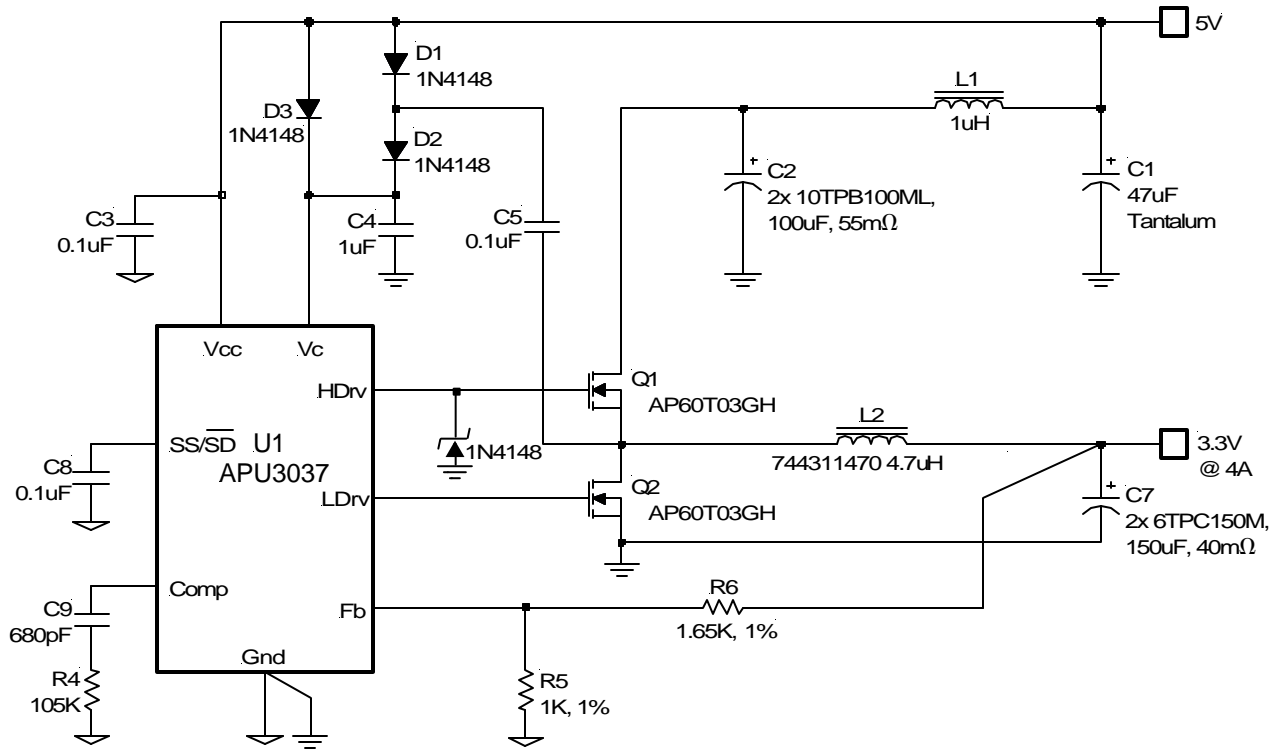 5V
D1
1N4148
L1
1uH
D3
1N4148
D2
1N4148
C2
2x 10TPB100ML,
100uF, 55mΩ
C1
47uF
Tantalum
C3
0.1uF
C4
1uF
C5
0.1uF
Vcc
Vc
HDrv
Q1
AP60T03GH
SS/SD
U1
APU3037
1N4148
L2
744311470 4.7uH
3.3V
@ 4A
C8
0.1uF
LDrv
Q2
AP60T03GH
C7
2x 6TPC150M,
150uF, 40mΩ
Comp
C9
680pF
Fb
R6
1.65K, 1%
Gnd
R4
105K
R5
1K, 1%